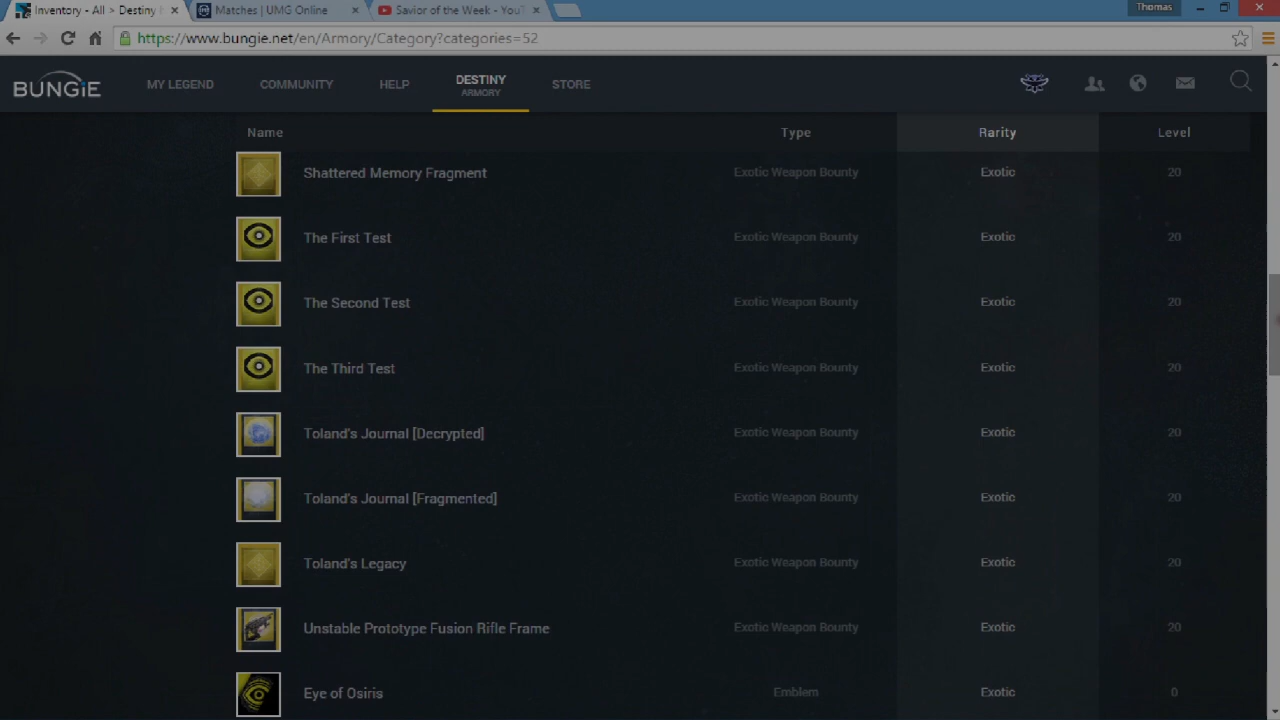 Inventory - All > Destiny
Matches | UMG Online
Savior of the Week - YouT
Thomas
https://www.bungie.net/en/Armory/Category?categories=52
BUNGiE
MY LEGEND
COMMUNITY
HELP
DESTINY
ARMORY
STORE
Name Type Rarity Level
Shattered Memory Fragment Exotic Weapon Bounty Exotic 20
The First Test Exotic Weapon Bounty Exotic 20
The Second Test Exotic Weapon Bounty Exotic 20
The Third Test Exotic Weapon Bounty Exotic 20
Toland's Journal [Decrypted] Exotic Weapon Bounty Exotic 20
Toland's Journal [Fragmented] Exotic Weapon Bounty Exotic 20
Toland's Legacy Exotic Weapon Bounty Exotic 20
Unstable Prototype Fusion Rifle Frame Exotic Weapon Bounty Exotic 20
Eye of Osiris Emblem Exotic 0